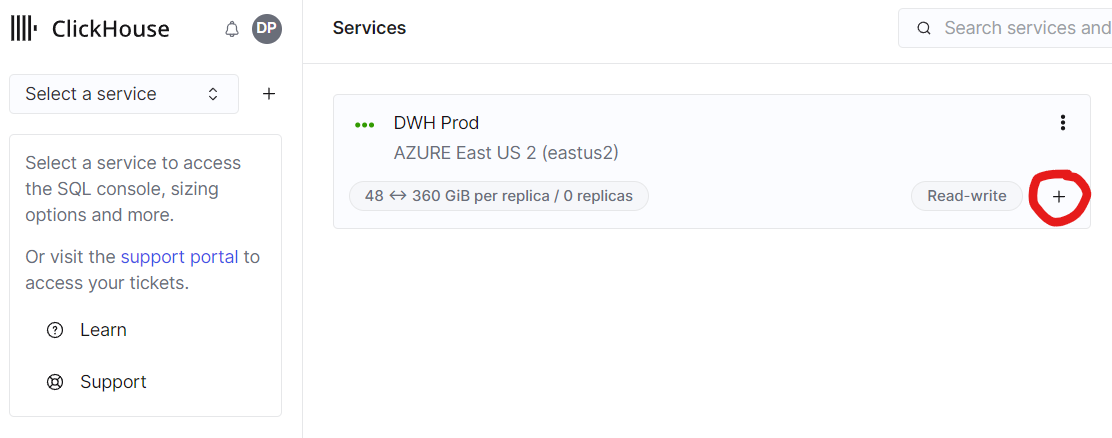 ClickHouse
DP
Select a service
+
Select a service to access
the SQL console, sizing
options and more.
Or visit the support portal to
access your tickets.
Learn
Support
Services
Search services and
DWH Prod
AZURE East US 2 (eastus2)
48 ↔ 360 GiB per replica / 0 replicas
Read-write
+